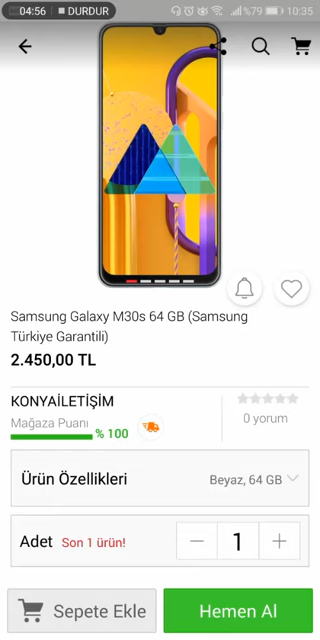 04:56 ■ DURDUR %79 10:35
Samsung Galaxy M30s 64 GB (Samsung
Türkiye Garantili)
2.450,00 TL
KONYAİLETİŞİM
Mağaza Puanı
% 100
0 yorum
Ürün Özellikleri Beyaz, 64 GB
Adet Son 1 ürün! − 1 +
Sepete Ekle Hemen Al